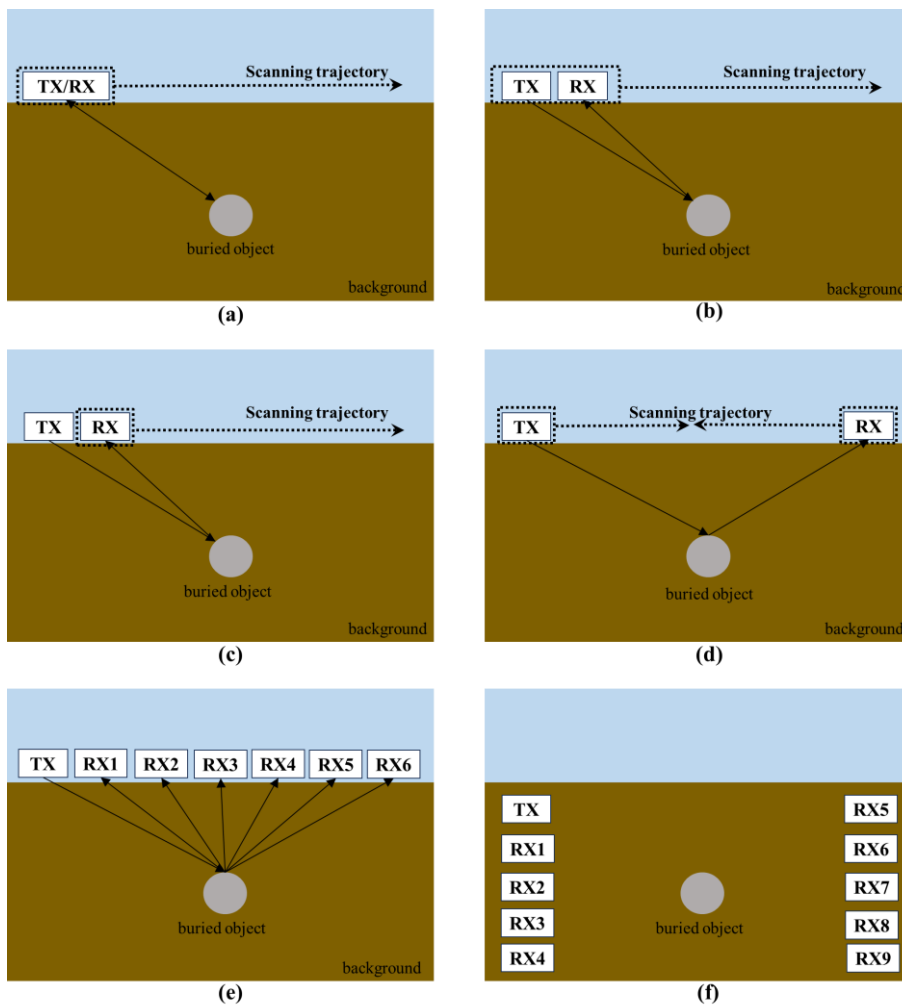 TX/RX
Scanning trajectory
buried object
background
(a)
TX RX
Scanning trajectory
buried object
background
(b)
TX RX
Scanning trajectory
buried object
background
(c)
TX Scanning trajectory RX
buried object
background
(d)
TX RX1 RX2 RX3 RX4 RX5 RX6
buried object
background
(e)
TX RX5
RX1 RX6
RX2 RX7
RX3 RX8
buried object
RX4 RX9
(f)